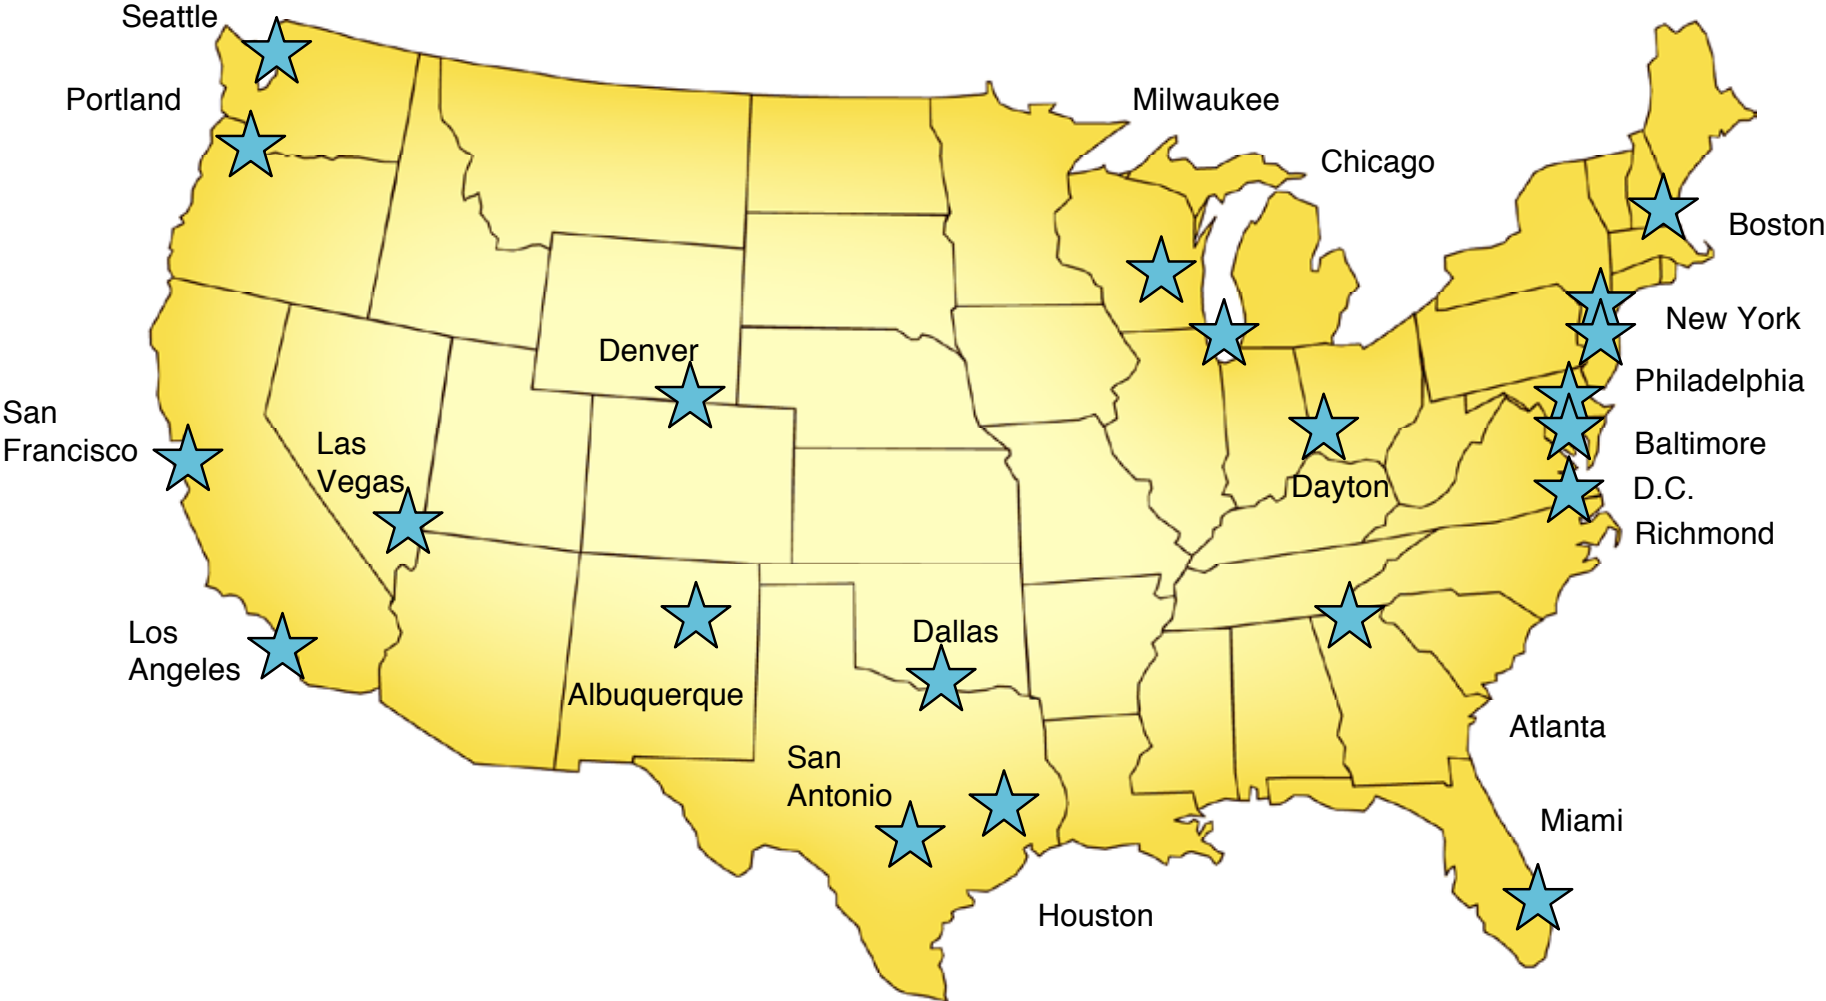 Seattle
Portland
Milwaukee
Chicago
Boston
New York
Denver
Philadelphia
San
Francisco
Las
Vegas
Baltimore
Dayton
D.C.
Richmond
Los
Angeles
Dallas
Albuquerque
Atlanta
San
Antonio
Miami
Houston